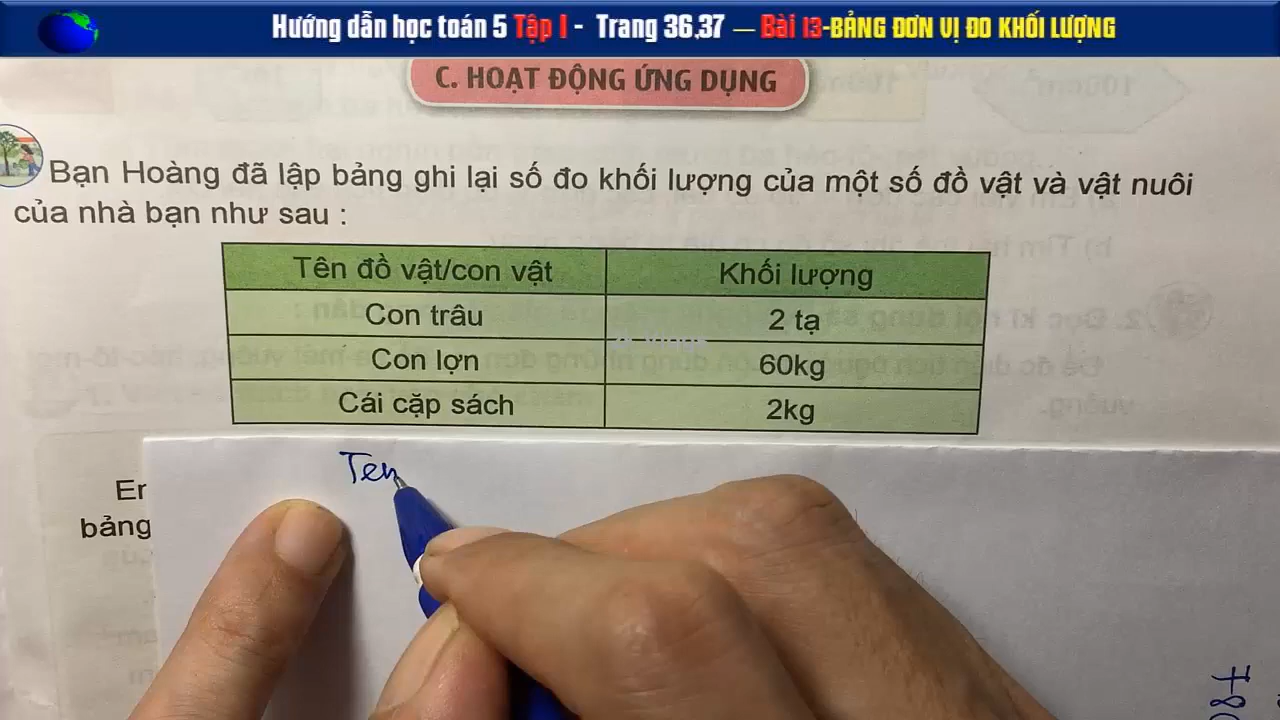 Hướng dẫn học toán 5 Tập 1 - Trang 36,37 – Bài 13-BẢNG ĐƠN VỊ ĐO KHỐI LƯỢNG
C. HOẠT ĐỘNG ỨNG DỤNG
Bạn Hoàng đã lập bảng ghi lại số đo khối lượng của một số đồ vật và vật nuôi
của nhà bạn như sau :
Tên đồ vật/con vật Khối lượng
Con trâu 2 tạ
Con lợn 60kg
Cái cặp sách 2kg
Ten
Er
bảng